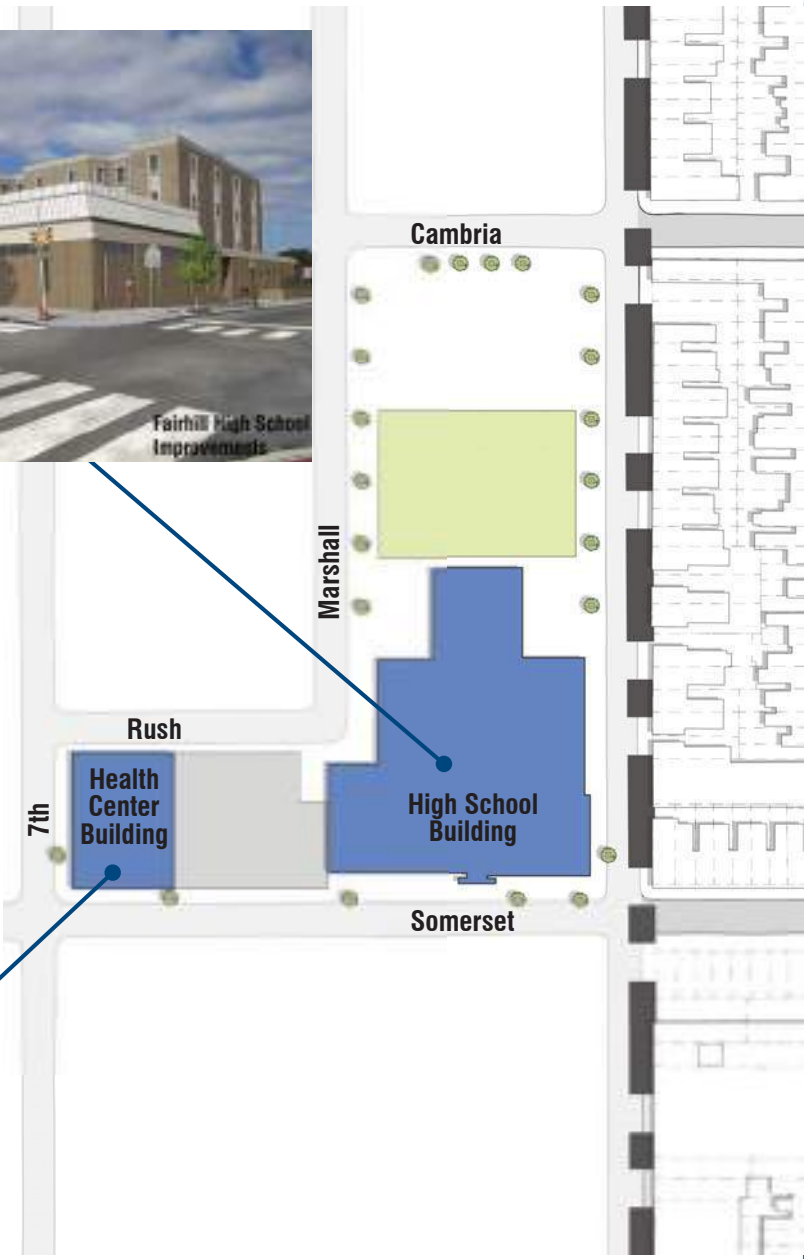 Fairhill High School
Improvements
Cambria
Marshall
Rush
7th
Health
Center
Building
High School
Building
Somerset